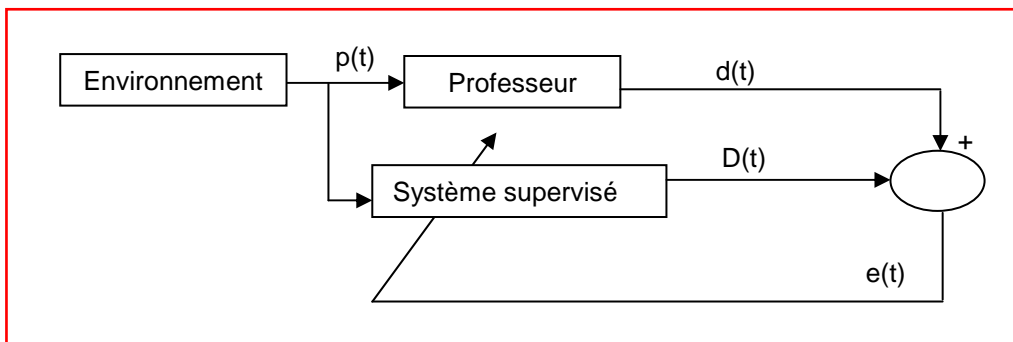 Environnement
p(t)
Professeur
d(t)
+
Système supervisé
D(t)
e(t)